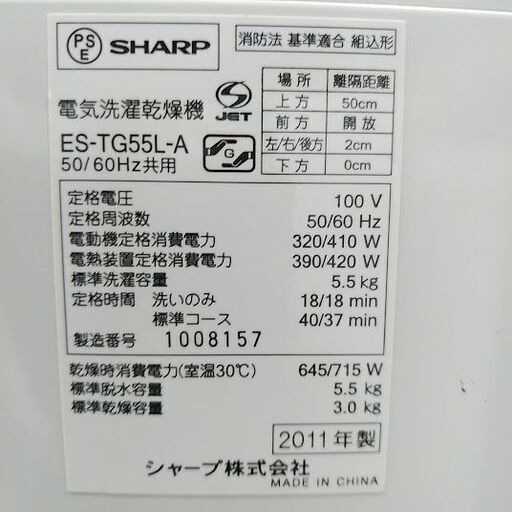 PSE SHARP
消防法 基準適合 組込形
電気洗濯乾燥機 S JET
ES-TG55L-A G
50/60Hz共用
場所 離隔距離
上方 50cm
前方 開放
左/右/後方 2cm
下方 0cm
定格電圧 100 V
定格周波数 50/60 Hz
電動機定格消費電力 320/410 W
電熱装置定格消費電力 390/420 W
標準洗濯容量 5.5 kg
定格時間 洗いのみ 18/18 min
標準コース 40/37 min
製造番号 1008157
乾燥時消費電力(室温30℃) 645/715 W
標準脱水容量 5.5 kg
標準乾燥容量 3.0 kg
2011年製
シャープ株式会社
MADE IN CHINA